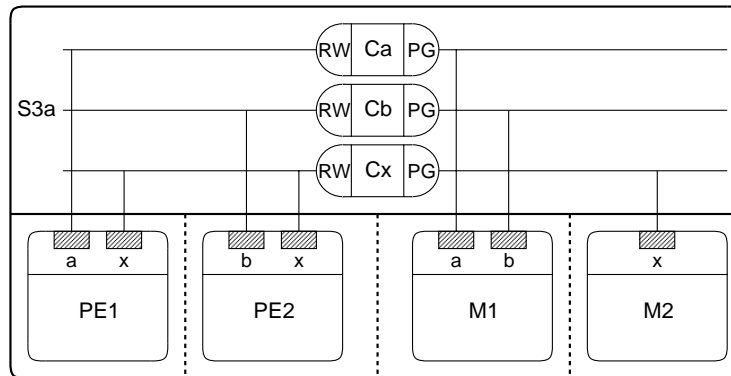 RW Ca PG
S3a
RW Cb PG
RW Cx PG
a x b x a b x
PE1 PE2 M1 M2